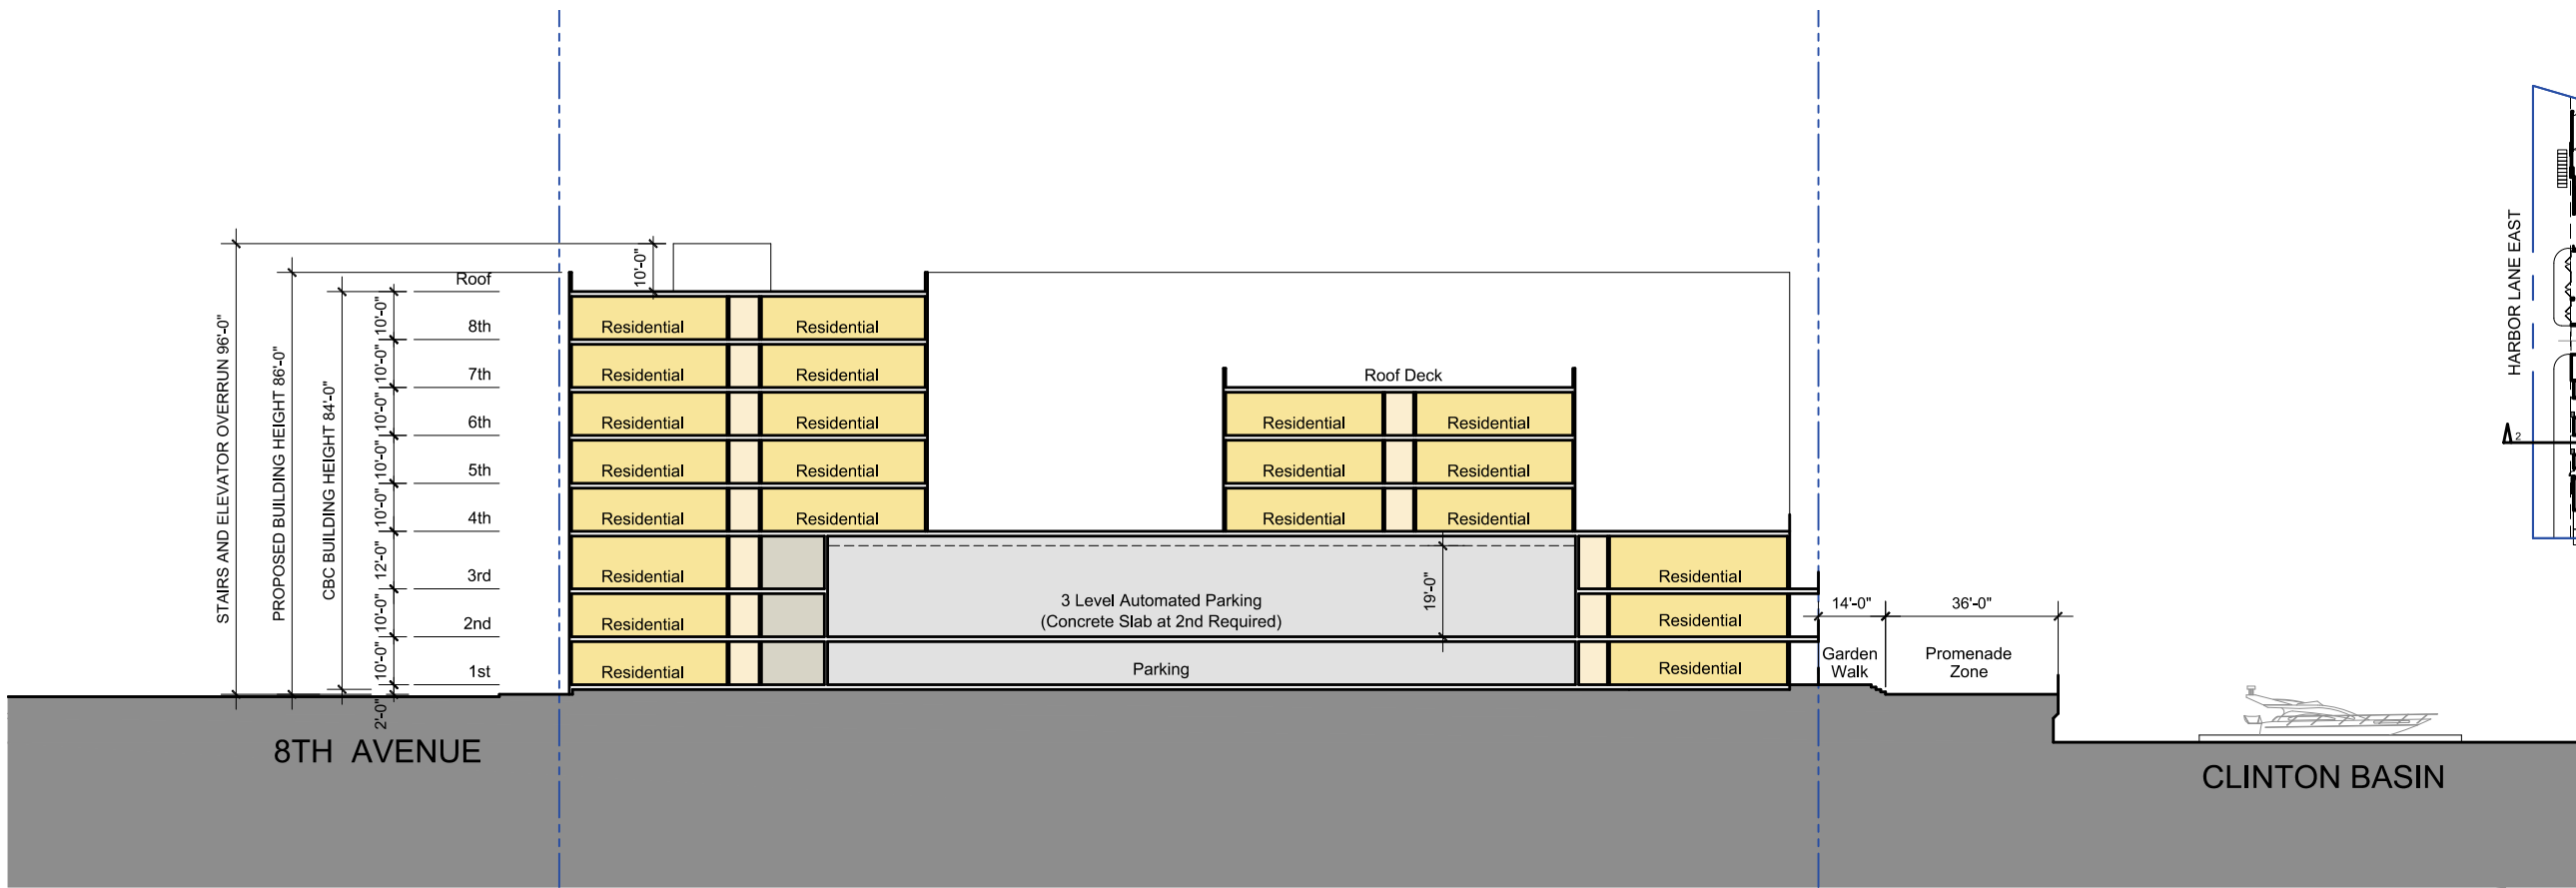 STAIRS AND ELEVATOR OVERRUN 96'-0"
PROPOSED BUILDING HEIGHT 86'-0"
CBC BUILDING HEIGHT 84'-0"
10'-0"
10'-0"
10'-0"
10'-0"
10'-0"
12'-0"
10'-0"
10'-0"
2'-0"
Roof
8th
7th
6th
5th
4th
3rd
2nd
1st
10'-0"
Residential Residential
Residential Residential
Residential Residential
Residential Residential
Residential Residential
Residential
Residential
Residential
Roof Deck
Residential Residential
Residential Residential
Residential Residential
3 Level Automated Parking
(Concrete Slab at 2nd Required)
19'-0"
Parking
Residential
Residential
Residential
14'-0"
36'-0"
Garden
Walk
Promenade
Zone
8TH AVENUE
CLINTON BASIN
HARBOR LANE EAST
2